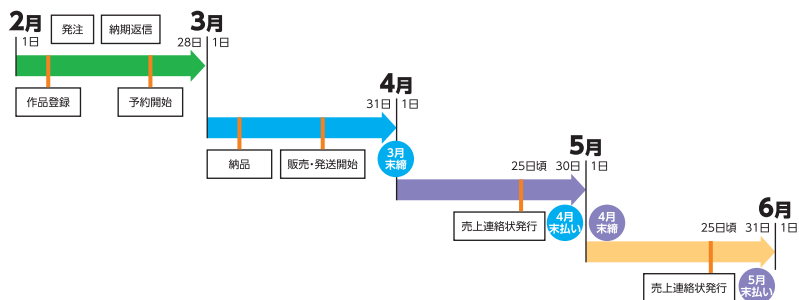 2月
1日
発注
納期返信
28日
3月
1日
作品登録
予約開始
31日
4月
1日
納品
販売・発送開始
3月
末締
25日頃
30日
5月
1日
売上連絡状発行
4月
末払い
4月
末締
25日頃
31日
6月
1日
売上連絡状発行
5月
末払い